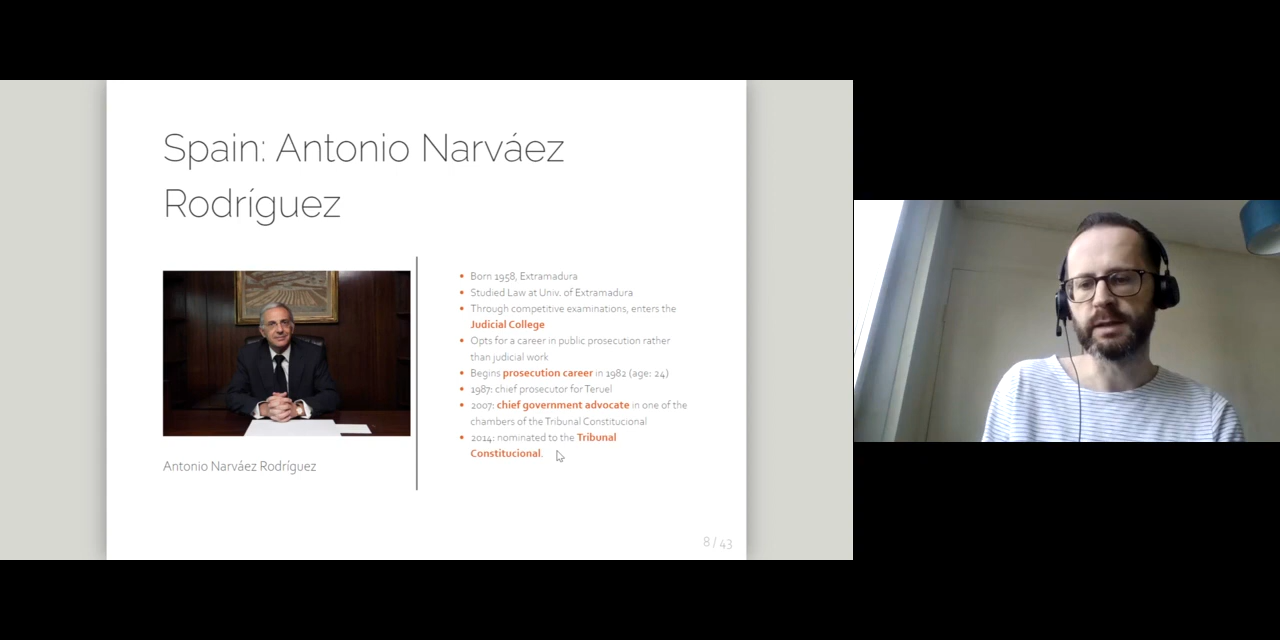 Spain: Antonio Narváez
Rodríguez
Antonio Narváez Rodríguez
Born 1958, Extramadura
Studied Law at Univ. of Extramadura
Through competitive examinations, enters the
Judicial College
Opts for a career in public prosecution rather
than judicial work
Begins prosecution career in 1982 (age: 24)
1987: chief prosecutor for Teruel
2007: chief government advocate in one of the
chambers of the Tribunal Constitucional
2014: nominated to the Tribunal
Constitucional.
8 / 43